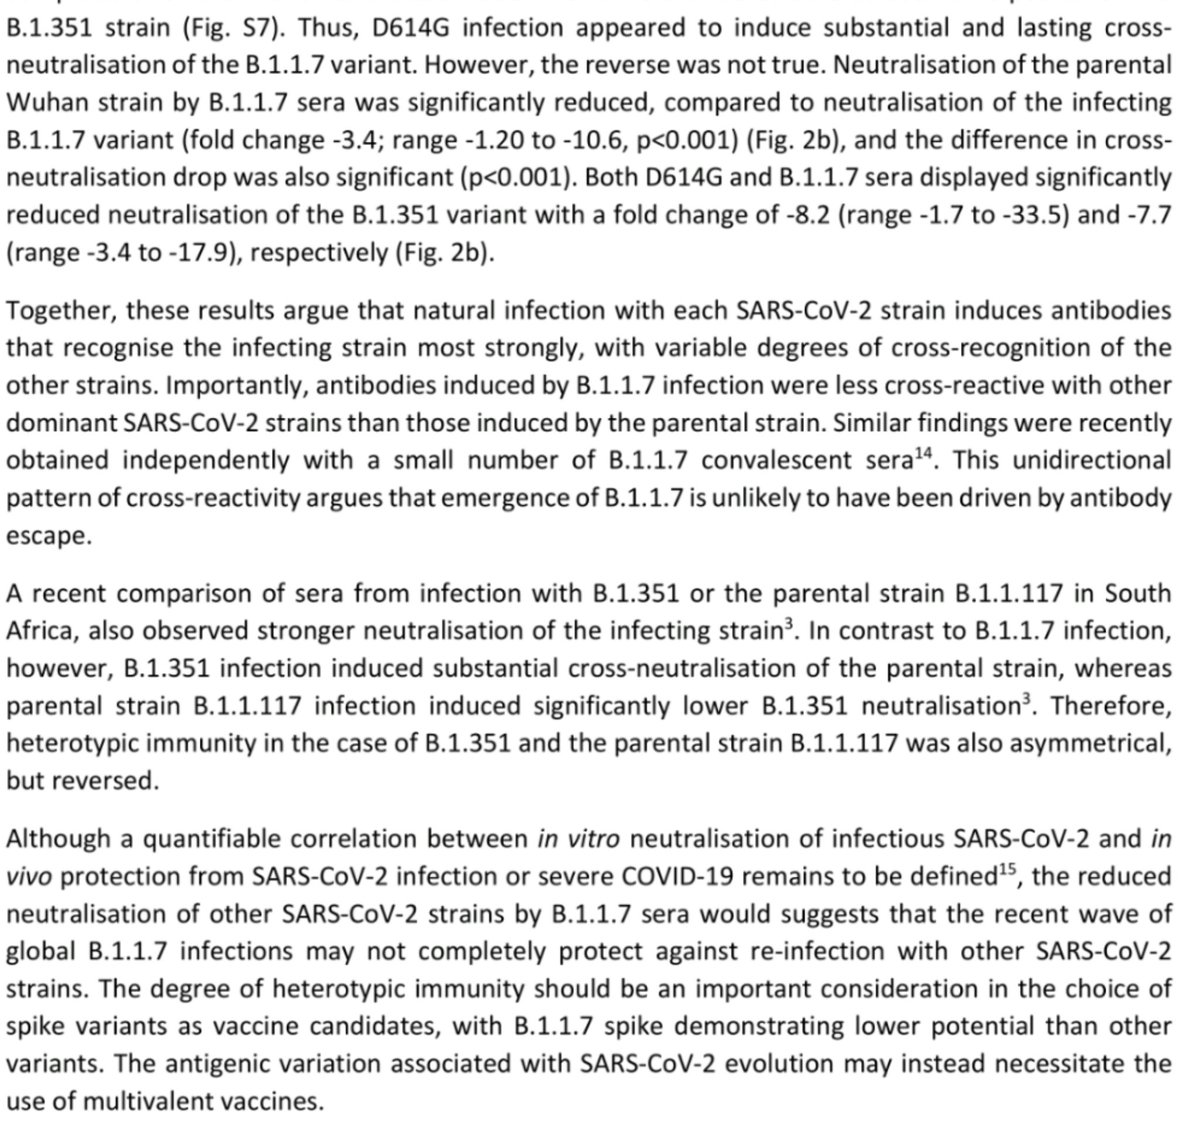 B.1.351 strain (Fig. S7). Thus, D614G infection appeared to induce substantial and lasting cross-
neutralisation of the B.1.1.7 variant. However, the reverse was not true. Neutralisation of the parental
Wuhan strain by B.1.1.7 sera was significantly reduced, compared to neutralisation of the infecting
B.1.1.7 variant (fold change -3.4; range -1.20 to -10.6, p<0.001) (Fig. 2b), and the difference in cross-
neutralisation drop was also significant (p<0.001). Both D614G and B.1.1.7 sera displayed significantly
reduced neutralisation of the B.1.351 variant with a fold change of -8.2 (range -1.7 to -33.5) and -7.7
(range -3.4 to -17.9), respectively (Fig. 2b).
Together, these results argue that natural infection with each SARS-CoV-2 strain induces antibodies
that recognise the infecting strain most strongly, with variable degrees of cross-recognition of the
other strains. Importantly, antibodies induced by B.1.1.7 infection were less cross-reactive with other
dominant SARS-CoV-2 strains than those induced by the parental strain. Similar findings were recently
obtained independently with a small number of B.1.1.7 convalescent sera¹⁴. This unidirectional
pattern of cross-reactivity argues that emergence of B.1.1.7 is unlikely to have been driven by antibody
escape.
A recent comparison of sera from infection with B.1.351 or the parental strain B.1.1.117 in South
Africa, also observed stronger neutralisation of the infecting strain³. In contrast to B.1.1.7 infection,
however, B.1.351 infection induced substantial cross-neutralisation of the parental strain, whereas
parental strain B.1.1.117 infection induced significantly lower B.1.351 neutralisation³. Therefore,
heterotypic immunity in the case of B.1.351 and the parental strain B.1.1.117 was also asymmetrical,
but reversed.
Although a quantifiable correlation between in vitro neutralisation of infectious SARS-CoV-2 and in
vivo protection from SARS-CoV-2 infection or severe COVID-19 remains to be defined¹⁵, the reduced
neutralisation of other SARS-CoV-2 strains by B.1.1.7 sera would suggests that the recent wave of
global B.1.1.7 infections may not completely protect against re-infection with other SARS-CoV-2
strains. The degree of heterotypic immunity should be an important consideration in the choice of
spike variants as vaccine candidates, with B.1.1.7 spike demonstrating lower potential than other
variants. The antigenic variation associated with SARS-CoV-2 evolution may instead necessitate the
use of multivalent vaccines.